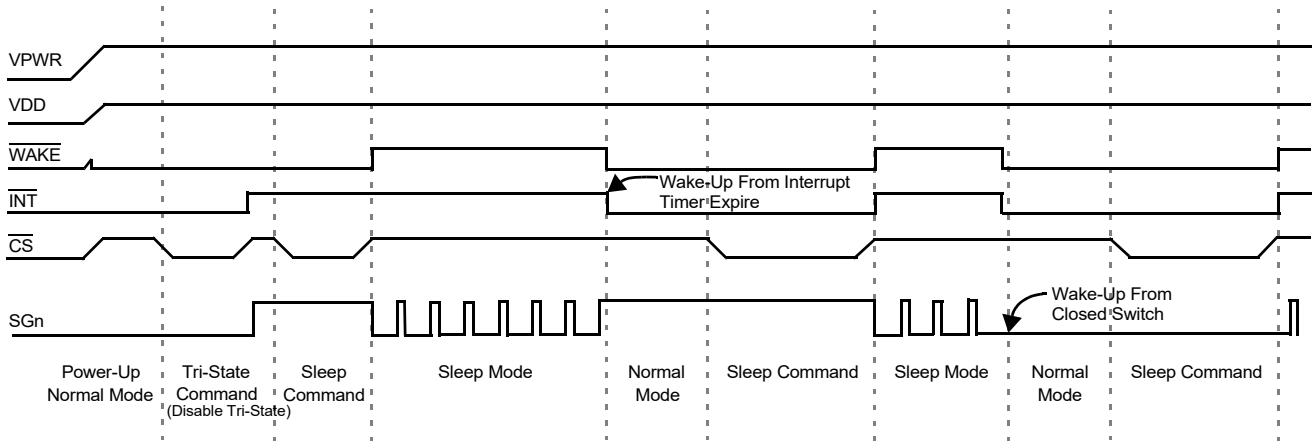 VPWR
VDD
WAKE
INT
Wake-Up From Interrupt
Timer Expire
CS
SGn
Wake-Up From
Closed Switch
Power-Up
Normal Mode
Tri-State
Command
(Disable Tri-State)
Sleep
Command
Sleep Mode
Normal
Mode
Sleep Command
Sleep Mode
Normal
Mode
Sleep Command